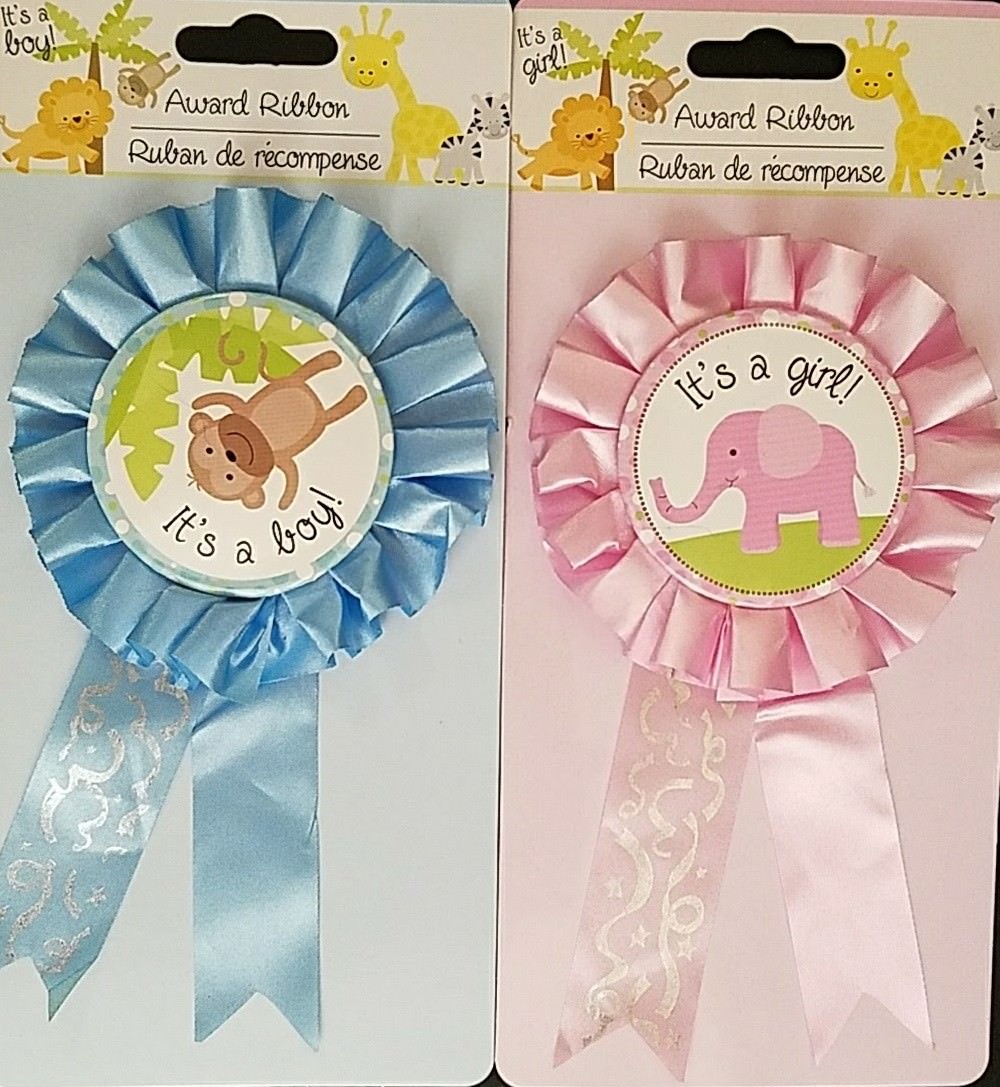 It's a
boy!
Award Ribbon
Ruban de récompense
It's a boy!
It's a
girl!
Award Ribbon
Ruban de récompense
It's a girl!